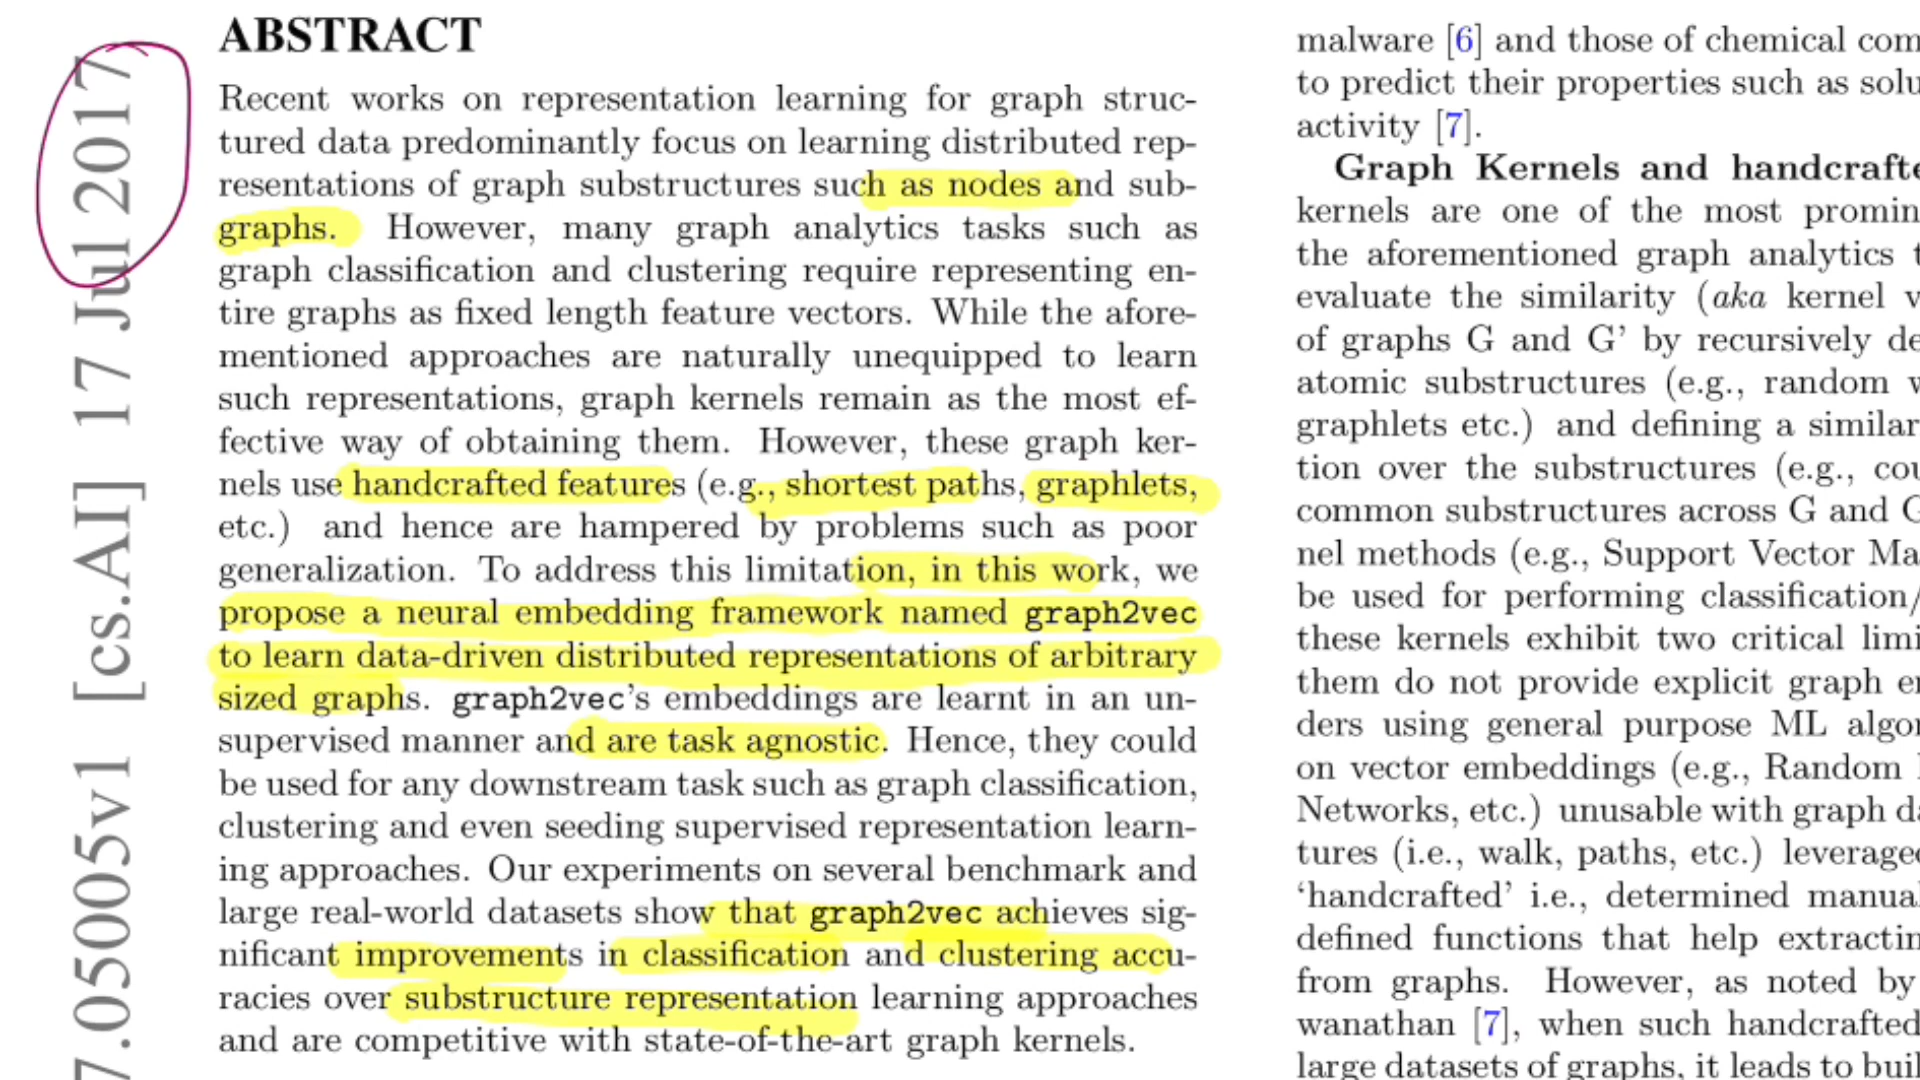 7.05005v1 [cs.AI] 17 Jul 2017
ABSTRACT
Recent works on representation learning for graph struc-
tured data predominantly focus on learning distributed rep-
resentations of graph substructures such as nodes and sub-
graphs. However, many graph analytics tasks such as
graph classification and clustering require representing en-
tire graphs as fixed length feature vectors. While the afore-
mentioned approaches are naturally unequipped to learn
such representations, graph kernels remain as the most ef-
fective way of obtaining them. However, these graph ker-
nels use handcrafted features (e.g., shortest paths, graphlets,
etc.) and hence are hampered by problems such as poor
generalization. To address this limitation, in this work, we
propose a neural embedding framework named graph2vec
to learn data-driven distributed representations of arbitrary
sized graphs. graph2vec's embeddings are learnt in an un-
supervised manner and are task agnostic. Hence, they could
be used for any downstream task such as graph classification,
clustering and even seeding supervised representation learn-
ing approaches. Our experiments on several benchmark and
large real-world datasets show that graph2vec achieves sig-
nificant improvements in classification and clustering accu-
racies over substructure representation learning approaches
and are competitive with state-of-the-art graph kernels.
malware [6] and those of chemical com
to predict their properties such as solu
activity [7].
Graph Kernels and handcrafte
kernels are one of the most promin
the aforementioned graph analytics t
evaluate the similarity (aka kernel v
of graphs G and G' by recursively de
atomic substructures (e.g., random w
graphlets etc.) and defining a similar
tion over the substructures (e.g., cou
common substructures across G and G
nel methods (e.g., Support Vector Ma
be used for performing classification/
these kernels exhibit two critical limi
them do not provide explicit graph e
ders using general purpose ML algor
on vector embeddings (e.g., Random
Networks, etc.) unusable with graph da
tures (i.e., walk, paths, etc.) leverage
'handcrafted' i.e., determined manual
defined functions that help extractin
from graphs. However, as noted by
wanathan [7], when such handcrafted
large datasets of graphs, it leads to buil